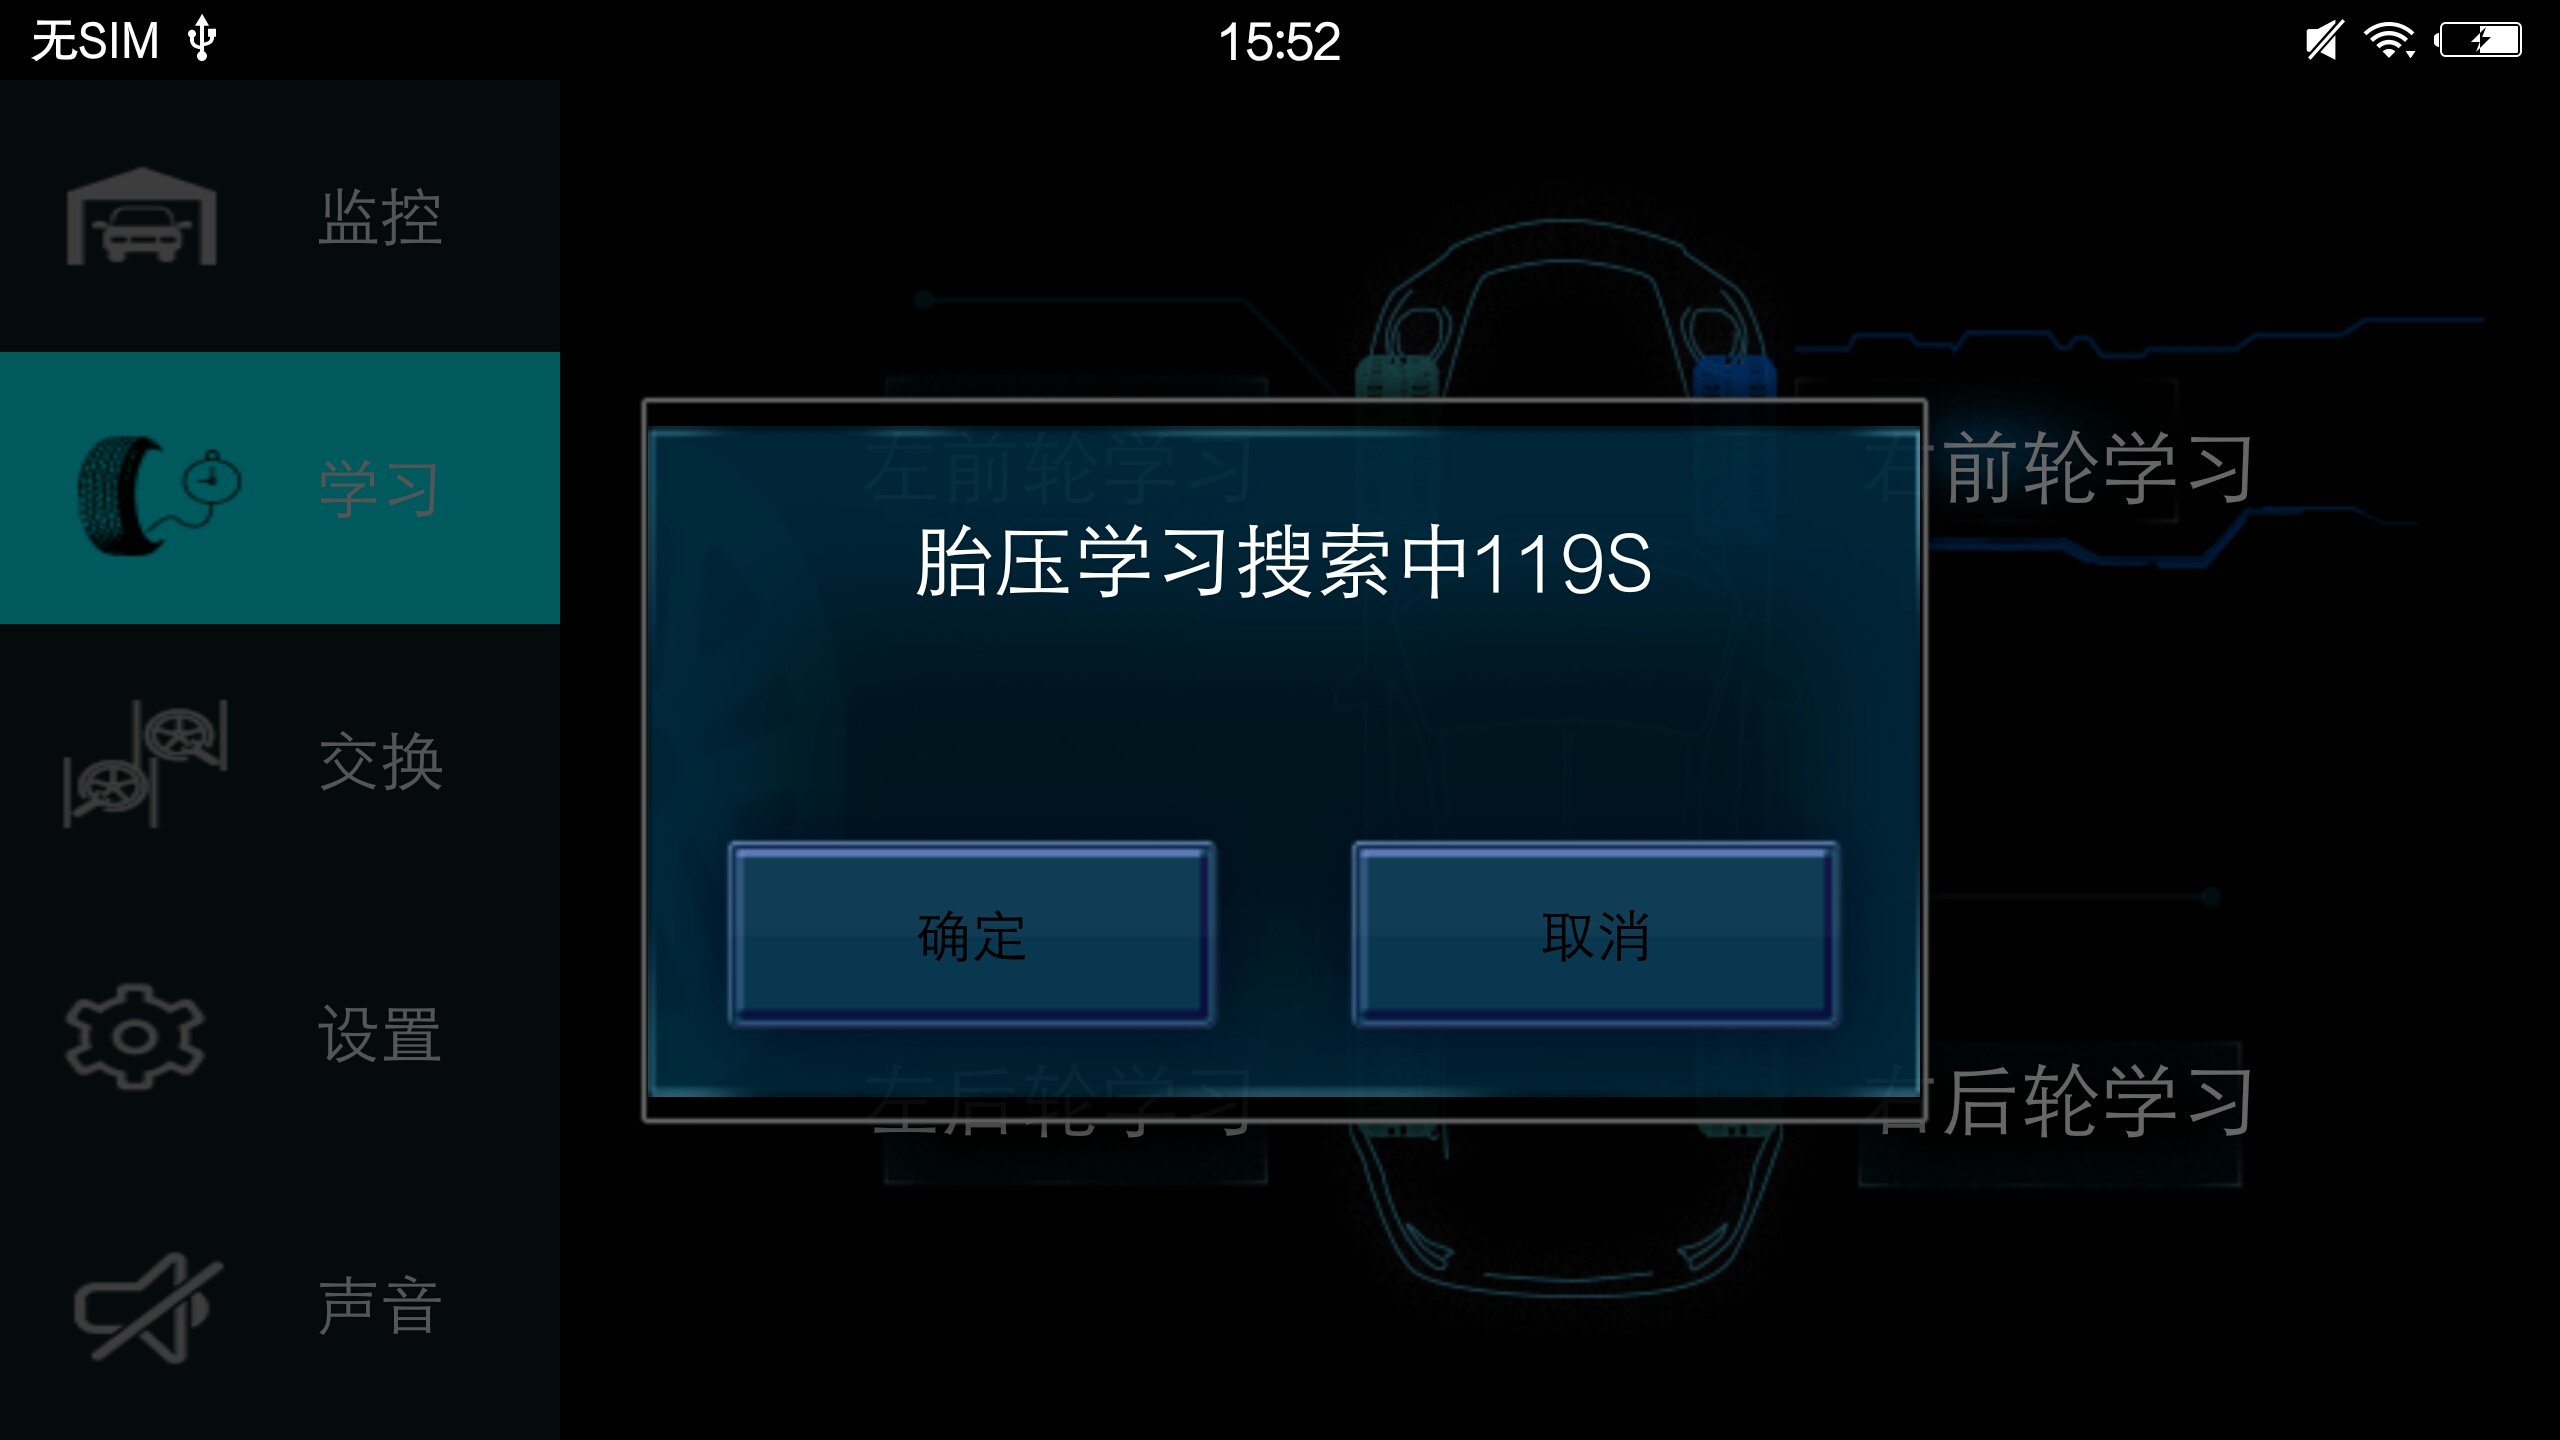 无SIM
15:52
监控
学习
交换
设置
声音
左前轮学习
右前轮学习
胎压学习搜索中119S
确定
取消
左后轮学习
右后轮学习